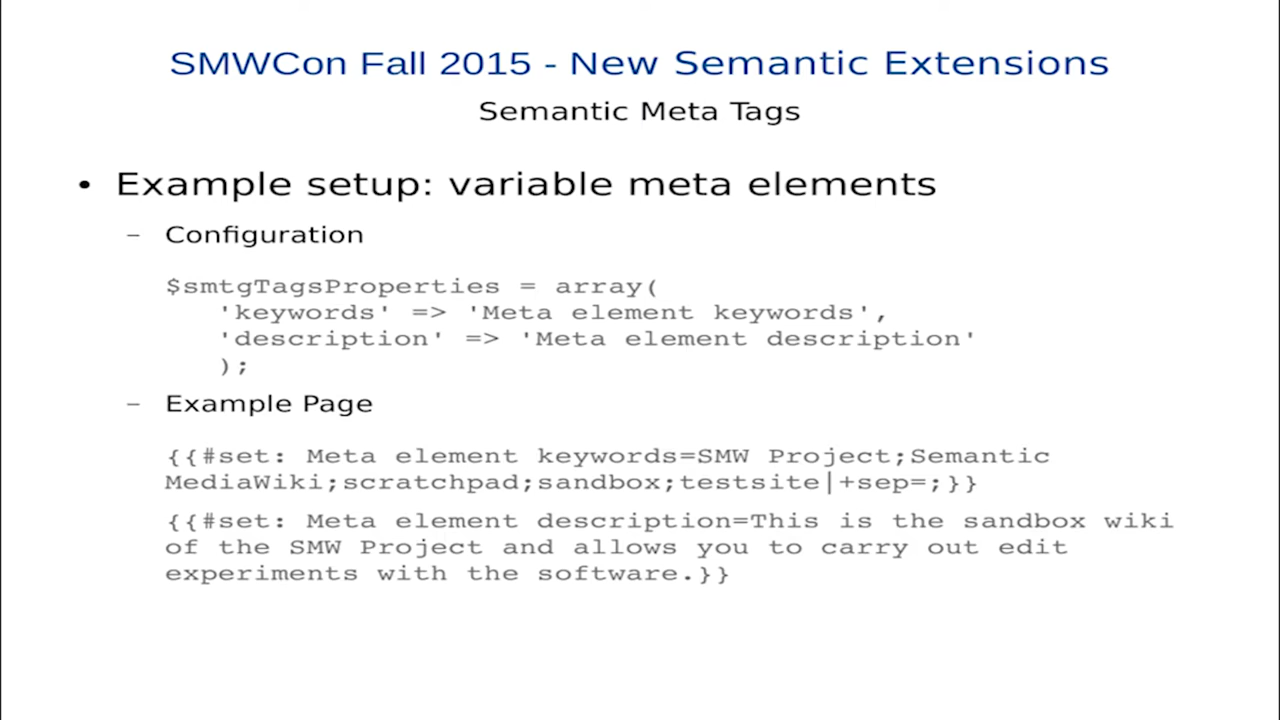 SMWCon Fall 2015 - New Semantic Extensions
Semantic Meta Tags
• Example setup: variable meta elements
– Configuration
$smtgTagsProperties = array(
'keywords' => 'Meta element keywords',
'description' => 'Meta element description'
);
– Example Page
{{#set: Meta element keywords=SMW Project;Semantic
MediaWiki;scratchpad;sandbox;testsite|+sep=;}}
{{#set: Meta element description=This is the sandbox wiki
of the SMW Project and allows you to carry out edit
experiments with the software.}}